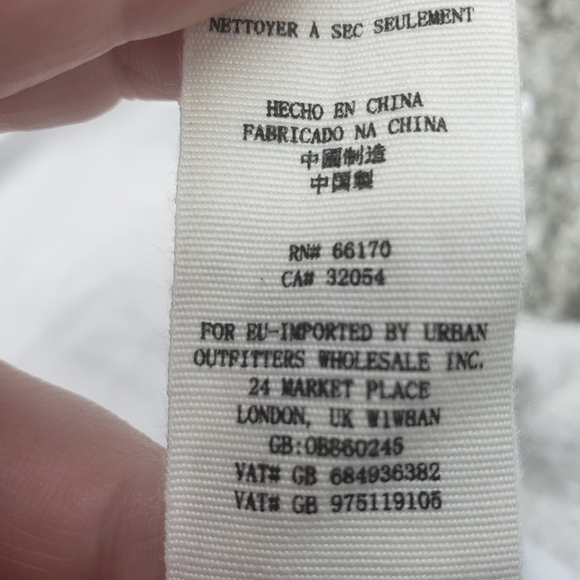 NETTOYER À SEC SEULEMENT
HECHO EN CHINA
FABRICADO NA CHINA
中國制造
中国製
RN# 66170
CA# 32054
FOR EU-IMPORTED BY URBAN
OUTFITTERS WHOLESALE INC.
24 MARKET PLACE
LONDON, UK W1W8AN
GB:OB860245
VAT# GB 684936382
VAT# GB 975119105